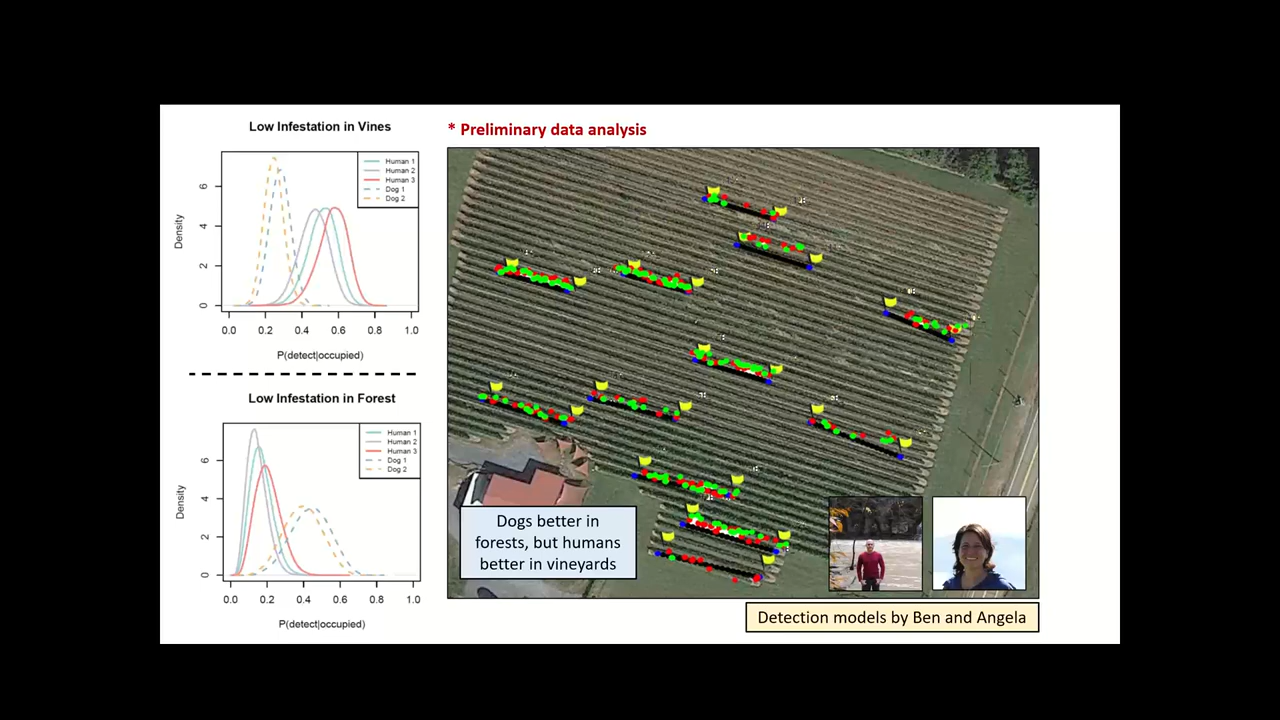 Low Infestation in Vines
Density
6
4
2
0
Human 1
Human 2
Human 3
Dog 1
Dog 2
0.0 0.2 0.4 0.6 0.8 1.0
P(detect|occupied)
Low Infestation in Forest
Density
6
4
2
0
Human 1
Human 2
Human 3
Dog 1
Dog 2
0.0 0.2 0.4 0.6 0.8 1.0
P(detect|occupied)
* Preliminary data analysis
Dogs better in
forests, but humans
better in vineyards
Detection models by Ben and Angela